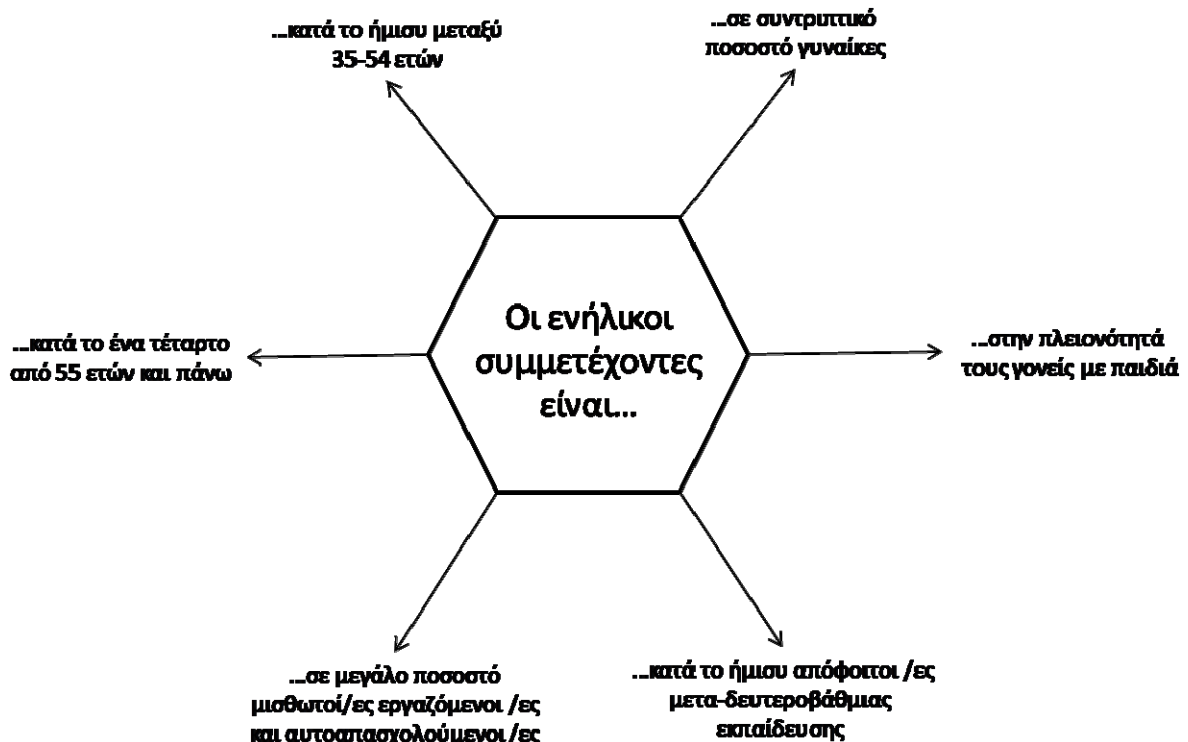 ...κατά το ήμισυ μεταξύ
35-54 ετών
...σε συντριπτικό
ποσοστό γυναίκες
Οι ενήλικοι
συμμετέχοντες
είναι...
...κατά το ένα τέταρτο
από 55 ετών και πάνω
...στην πλειονότητά
τους γονείς με παιδιά
...σε μεγάλο ποσοστό
μισθωτοί/ες εργαζόμενοι /ες
και αυτοαπασχολούμενοι /ες
...κατά το ήμισυ απόφοιτοι /ες
μετα-δευτεροβάθμιας
εκπαίδευσης